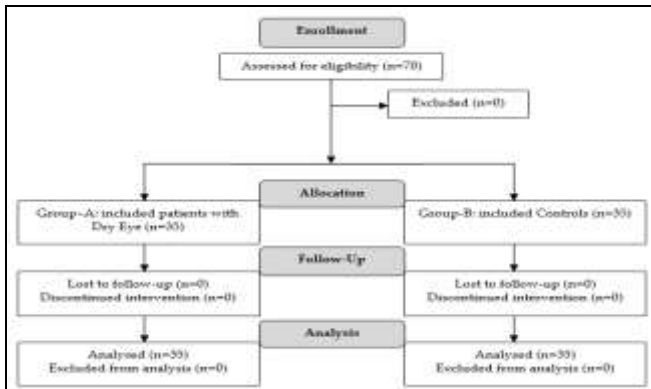 Enrollment
Assessed for eligibility (n=70)
Excluded (n=0)
Allocation
Group-A: included patients with
Dry Eye (n=35)
Group-B: included Controls (n=35)
Follow-Up
Lost to follow-up (n=0)
Discontinued intervention (n=0)
Lost to follow-up (n=0)
Discontinued intervention (n=0)
Analysis
Analysed (n=35)
Excluded from analysis (n=0)
Analysed (n=35)
Excluded from analysis (n=0)